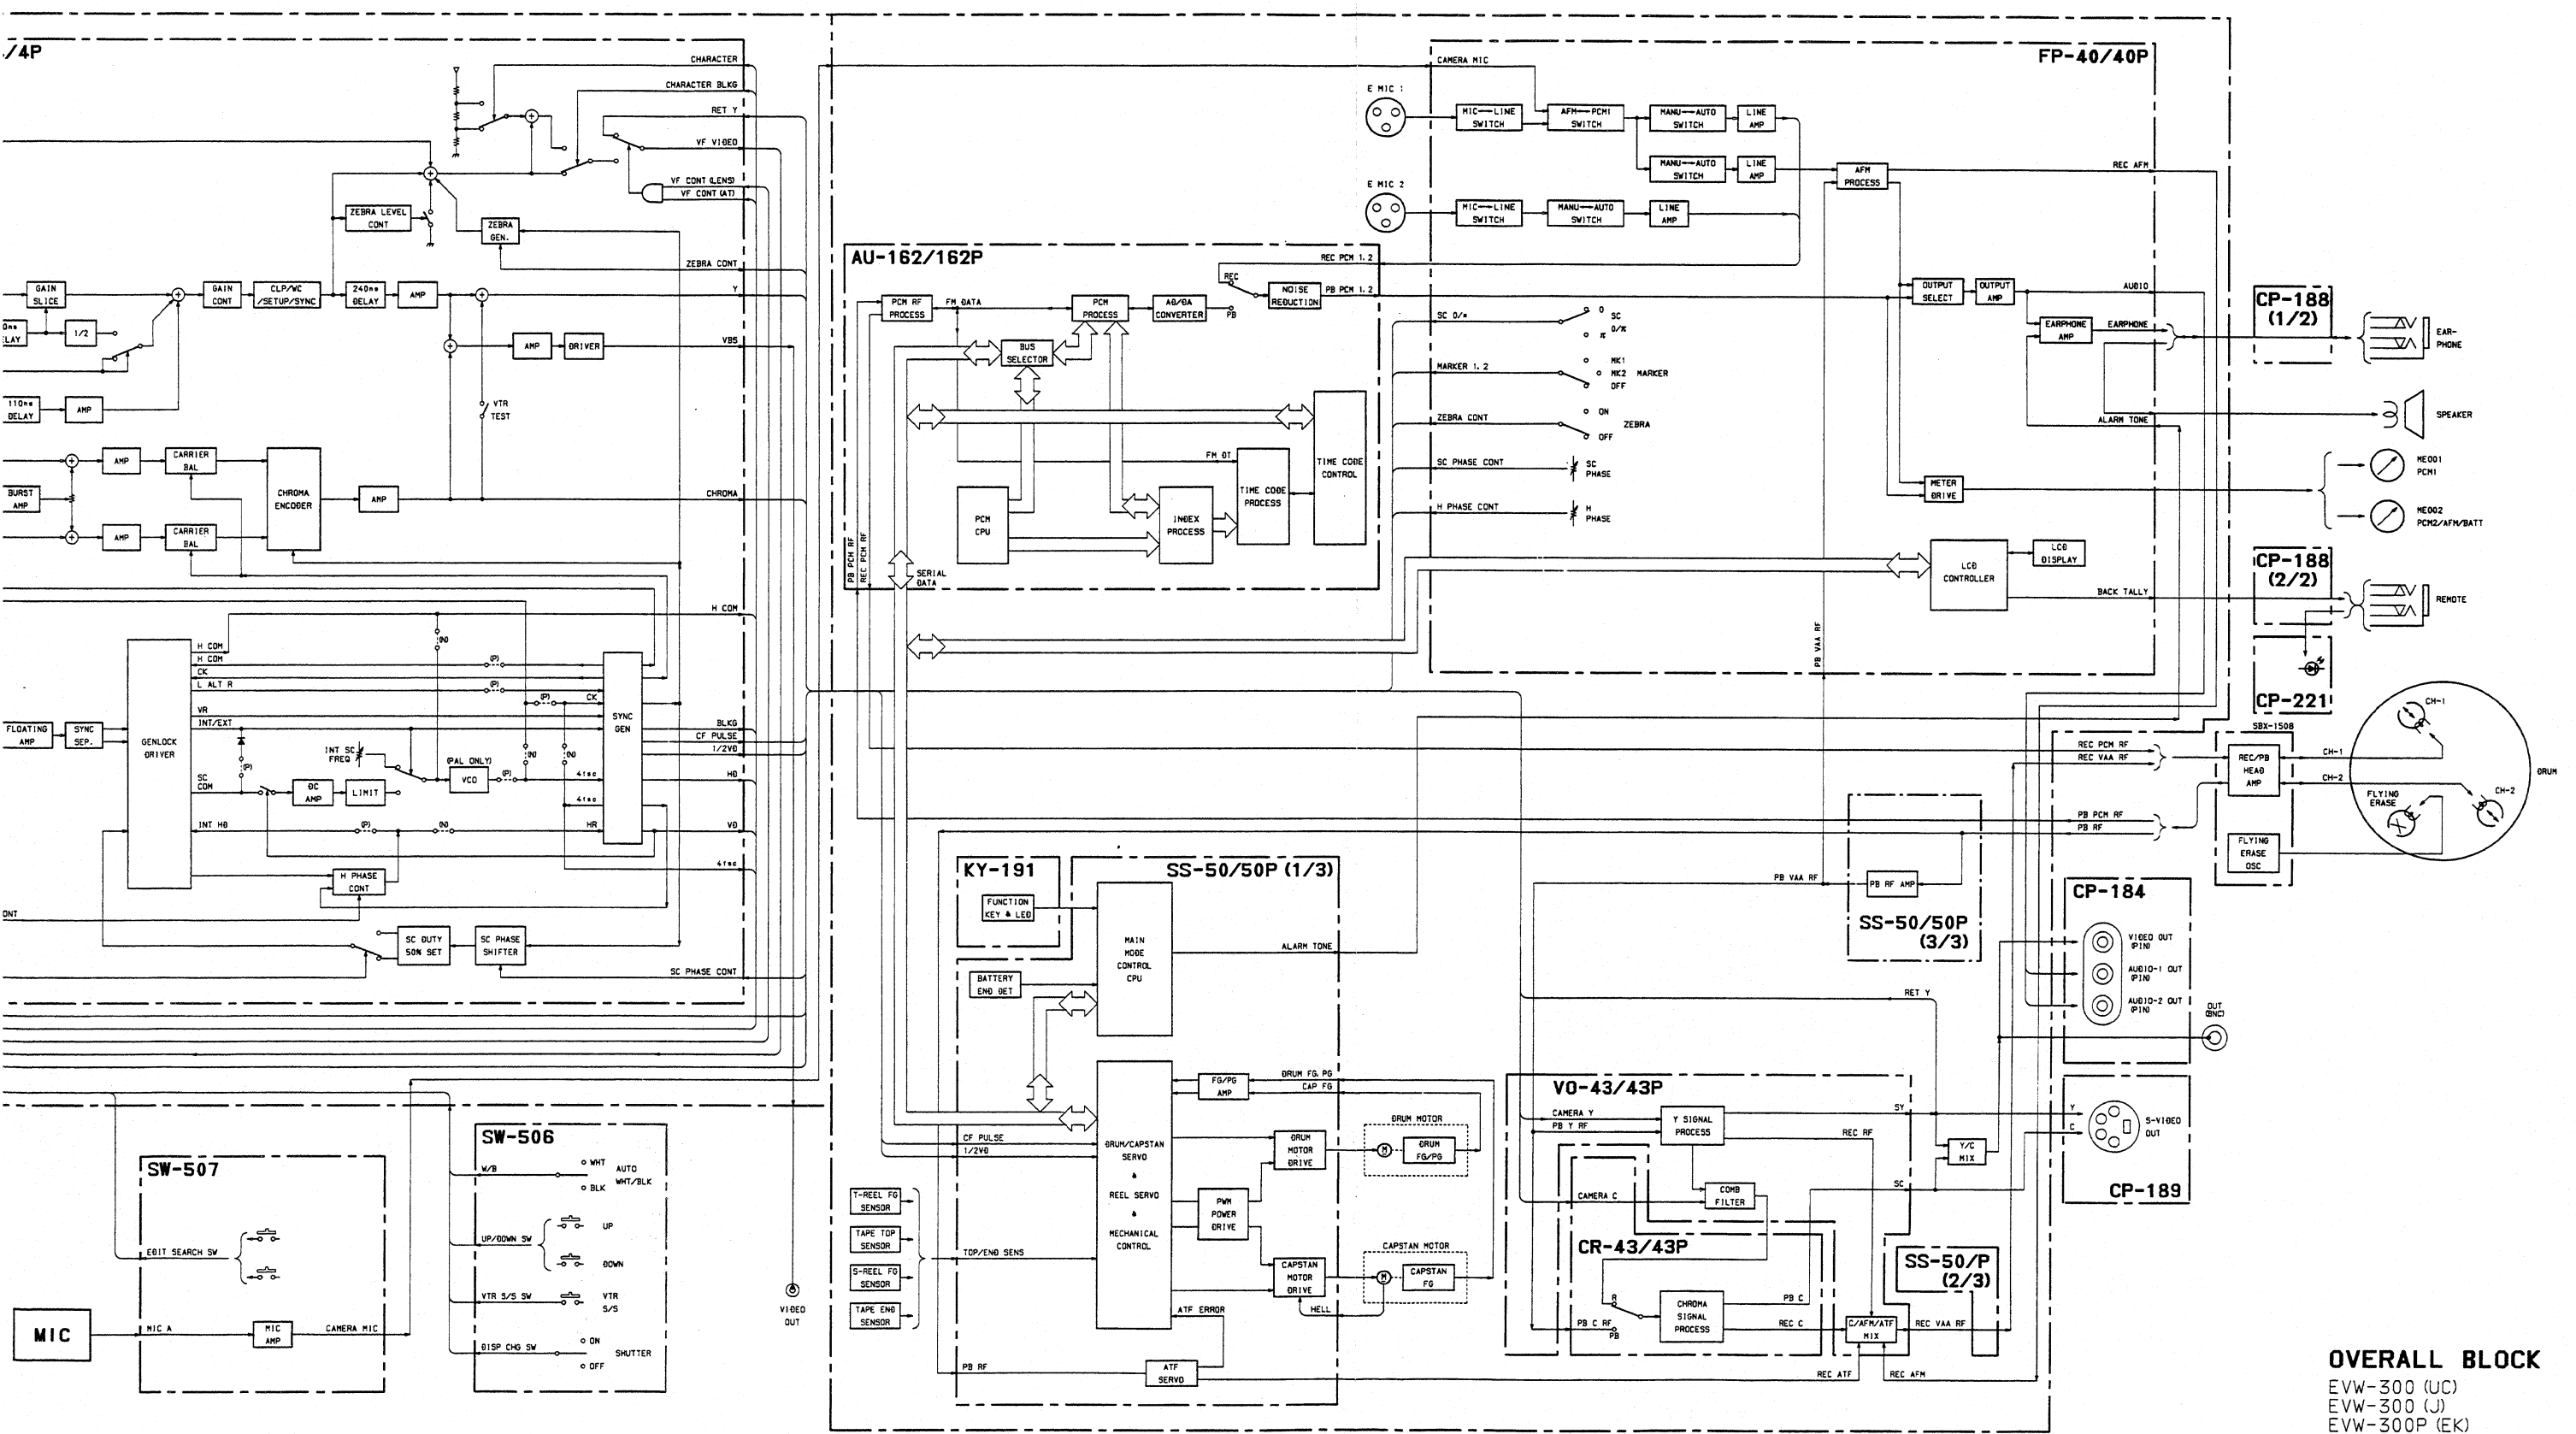 /4P
CHARACTER
CHARACTER BLKG
RET Y
VF VIDEO
VF CONT (LENS)
VF CONT (AT)
ZEBRA LEVEL
CONT
ZEBRA
GEN.
ZEBRA CONT
GAIN
SLICE
GAIN
CONT
CLP/WC
/SETUP/SYNC
240ns
DELAY
AMP
Y
1/2
AMP
DRIVER
VBS
110ns
DELAY
AMP
VTR
TEST
AMP
CARRIER
BAL
BURST
AMP
CHROMA
ENCODER
AMP
CHROMA
AMP
CARRIER
BAL
H COM
H COM
H COM
CK
L ALT R
VR
INT/EXT
(P)
(P)
(N)
(P)
CK
SYNC
GEN
FLOATING
AMP
SYNC
SEP.
GENLOCK
DRIVER
BLKG
CF PULSE
1/2VD
INT SC
FREQ
(PAL ONLY)
VCO
(P)
(N)
(N)
(P)
4fsc
HD
SC
COM
DC
AMP
LIMIT
4fsc
INT HD
(P)
(N)
HR
VD
4fsc
H PHASE
CONT
ONT
SC DUTY
50% SET
SC PHASE
SHIFTER
SC PHASE CONT
SW-507
EDIT SEARCH SW
MIC
MIC A
MIC
AMP
CAMERA MIC
SW-506
W/B
WHT
BLK
AUTO
WHT/BLK
UP/DOWN SW
UP
DOWN
VTR S/S SW
VTR
S/S
DISP CHG SW
ON
OFF
SHUTTER
VIDEO
OUT
FP-40/40P
CAMERA MIC
E MIC 1
MIC↔LINE
SWITCH
AFM↔PCM1
SWITCH
MANU↔AUTO
SWITCH
LINE
AMP
MANU↔AUTO
SWITCH
LINE
AMP
AFM
PROCESS
REC AFM
E MIC 2
MIC↔LINE
SWITCH
MANU↔AUTO
SWITCH
LINE
AMP
AU-162/162P
REC PCM 1.2
REC
PB
NOISE
REDUCTION
PB PCM 1.2
PCM RF
PROCESS
FM DATA
PCM
PROCESS
AD/DA
CONVERTER
BUS
SELECTOR
FM DT
TIME CODE
PROCESS
TIME CODE
CONTROL
PCM
CPU
INDEX
PROCESS
PB PCM RF
REC PCM RF
SERIAL
DATA
SC 0/π
0
π
SC
0/π
MARKER 1.2
MK1
MK2
OFF
MARKER
ZEBRA CONT
ON
OFF
ZEBRA
SC PHASE CONT
SC
PHASE
H PHASE CONT
H
PHASE
OUTPUT
SELECT
OUTPUT
AMP
AUDIO
EARPHONE
AMP
EARPHONE
ALARM TONE
METER
DRIVE
LCD
CONTROLLER
LCD
DISPLAY
BACK TALLY
PB VAA RF
CP-188
(1/2)
EAR-
PHONE
SPEAKER
ME001
PCM1
ME002
PCM2/AFM/BATT
CP-188
(2/2)
REMOTE
CP-221
SBX-1508
REC PCM RF
REC VAA RF
REC/PB
HEAD
AMP
CH-1
CH-2
CH-1
CH-2
FLYING
ERASE
DRUM
PB PCM RF
PB RF
FLYING
ERASE
OSC
KY-191
FUNCTION
KEY & LED
BATTERY
END DET
SS-50/50P (1/3)
MAIN
MODE
CONTROL
CPU
ALARM TONE
PB VAA RF
PB RF AMP
SS-50/50P
(3/3)
CP-184
VIDEO OUT
(PIN)
AUDIO-1 OUT
(PIN)
AUDIO-2 OUT
(PIN)
OUT
(BNC)
RET Y
DRUM/CAPSTAN
SERVO
&
REEL SERVO
&
MECHANICAL
CONTROL
FG/PG
AMP
DRUM FG.PG
CAP FG
CF PULSE
1/2VD
DRUM
MOTOR
DRIVE
DRUM MOTOR
M
DRUM
FG/PG
PWM
POWER
DRIVE
T-REEL FG
SENSOR
TAPE TOP
SENSOR
S-REEL FG
SENSOR
TAPE END
SENSOR
TOP/END SENS
CAPSTAN
MOTOR
DRIVE
CAPSTAN MOTOR
M
CAPSTAN
FG
HELL
ATF ERROR
PB RF
ATF
SERVO
VO-43/43P
CAMERA Y
PB Y RF
Y SIGNAL
PROCESS
SY
REC RF
Y/C
MIX
CAMERA C
COMB
FILTER
SC
CR-43/43P
R
PB
PB C RF
CHROMA
SIGNAL
PROCESS
PB C
REC C
C/AFM/ATF
MIX
REC VAA RF
REC ATF
REC AFM
SS-50/P
(2/3)
Y
C
S-VIDEO
OUT
CP-189
OVERALL BLOCK
EVW-300 (UC)
EVW-300 (J)
EVW-300P (EK)